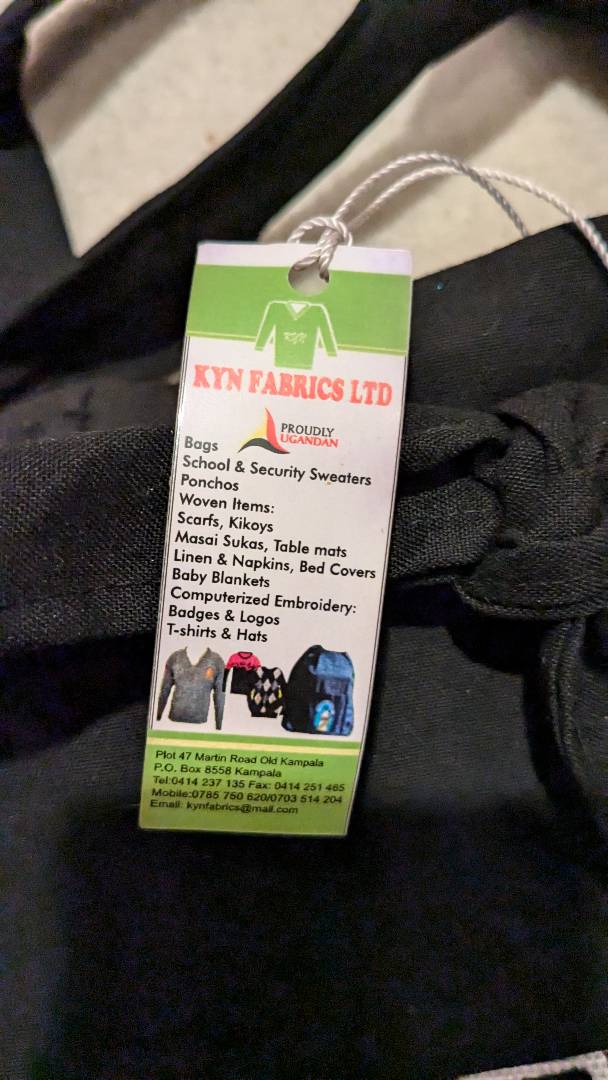 KYN
KYN FABRICS LTD
PROUDLY
UGANDAN
Bags
School & Security Sweaters
Ponchos
Woven Items:
Scarfs, Kikoys
Masai Sukas, Table mats
Linen & Napkins, Bed Covers
Baby Blankets
Computerized Embroidery:
Badges & Logos
T-shirts & Hats
Plot 47 Martin Road Old Kampala
P.O. Box 8558 Kampala
Tel:0414 237 135 Fax: 0414 251 465
Mobile:0785 750 620/0703 514 204
Email: kynfabrics@mail.com